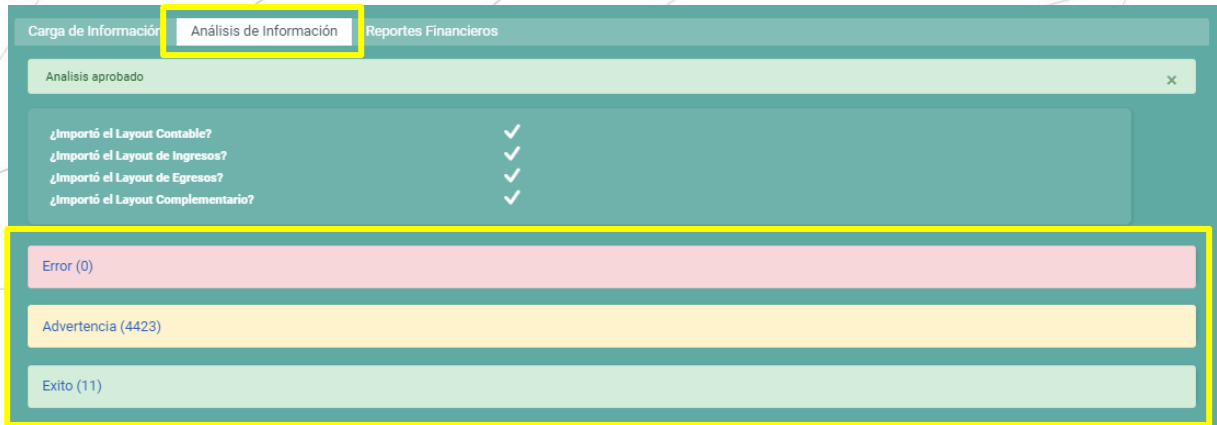 Carga de Información Análisis de Información Reportes Financieros
Analisis aprobado ×
¿Importó el Layout Contable?
¿Importó el Layout de Ingresos?
¿Importó el Layout de Egresos?
¿Importó el Layout Complementario?
Error (0)
Advertencia (4423)
Exito (11)